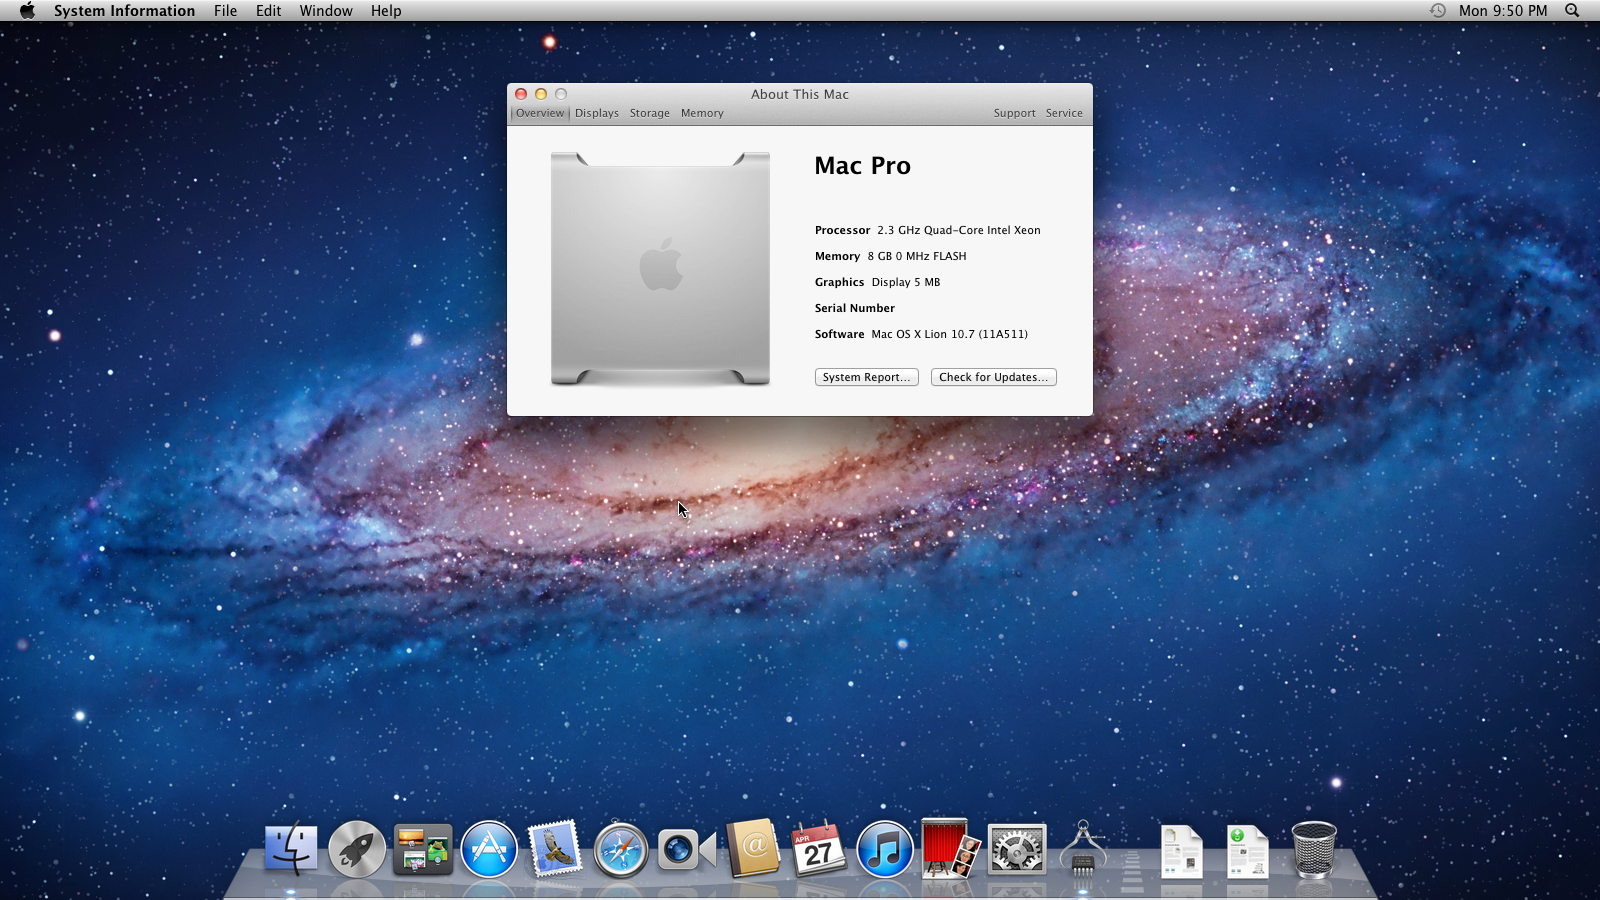 System Information File Edit Window Help Mon 9:50 PM
About This Mac
Overview Displays Storage Memory Support Service
Mac Pro
Processor 2.3 GHz Quad-Core Intel Xeon
Memory 8 GB 0 MHz FLASH
Graphics Display 5 MB
Serial Number
Software Mac OS X Lion 10.7 (11A511)
System Report... Check for Updates...
@
APR
27